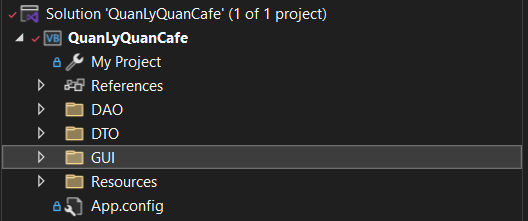 Solution 'QuanLyQuanCafe' (1 of 1 project)
VB QuanLyQuanCafe
My Project
References
DAO
DTO
GUI
Resources
App.config